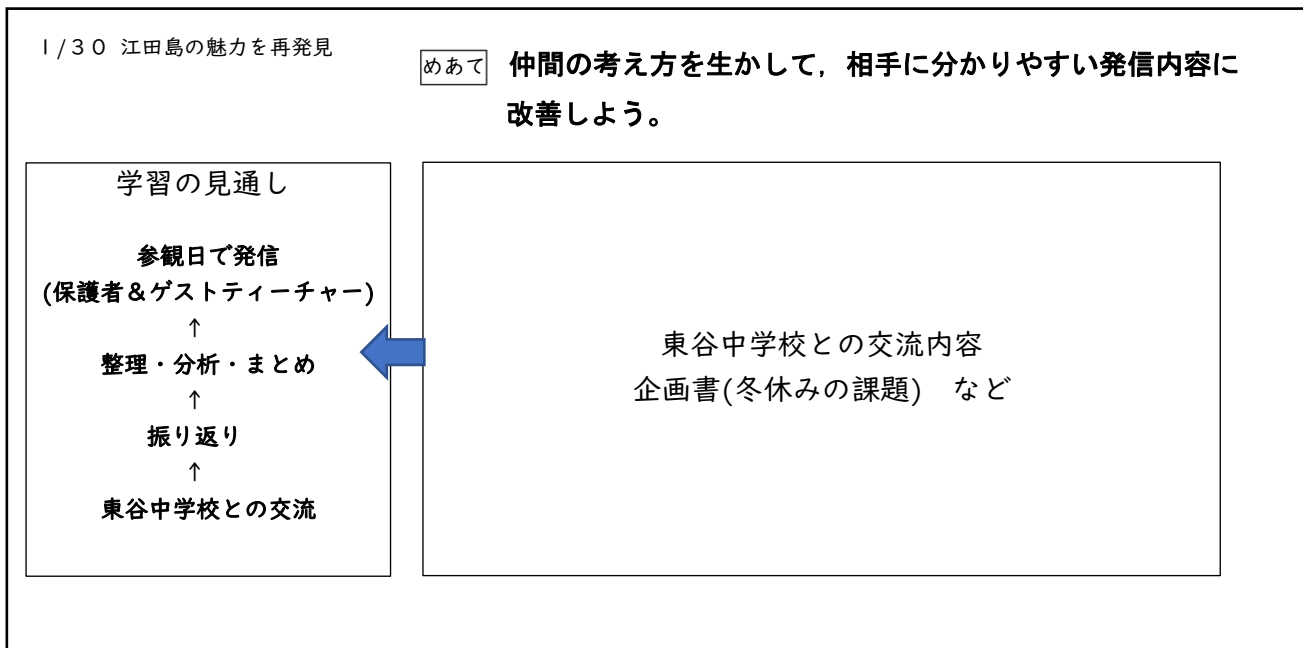 1/30 江田島の魅力を再発見
めあて 仲間の考え方を生かして，相手に分かりやすい発信内容に
改善しよう。
学習の見通し
参観日で発信
(保護者＆ゲストティーチャー)
↑
整理・分析・まとめ
↑
振り返り
↑
東谷中学校との交流
東谷中学校との交流内容
企画書(冬休みの課題)　など